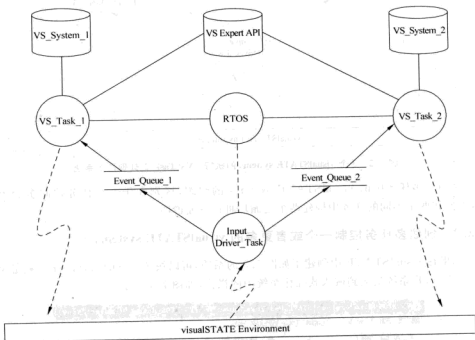 VS_System_1
VS Expert API
VS_System_2
VS_Task_1
RTOS
VS_Task_2
Event_Queue_1
Event_Queue_2
Input_
Driver_Task
visualSTATE Environment